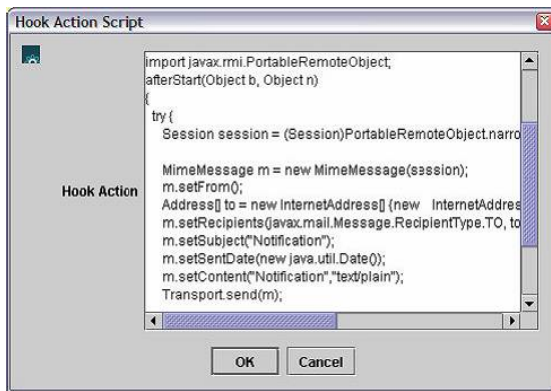 Hook Action Script
import javax.rmi.PortableRemoteObject;
afterStart(Object b, Object n)
{
try {
Session session = (Session)PortableRemoteObject.narro
MimeMessage m = new MimeMessage(session);
m.setFrom();
Address[] to = new InternetAddress[] {new InternetAddres
Hook Action
m.setRecipients(javax.mail.Message.RecipientType.TO, to
m.setSubject("Notification");
m.setSentDate(new java.util.Date());
m.setContent("Notification","text/plain");
Transport.send(m);
OK Cancel